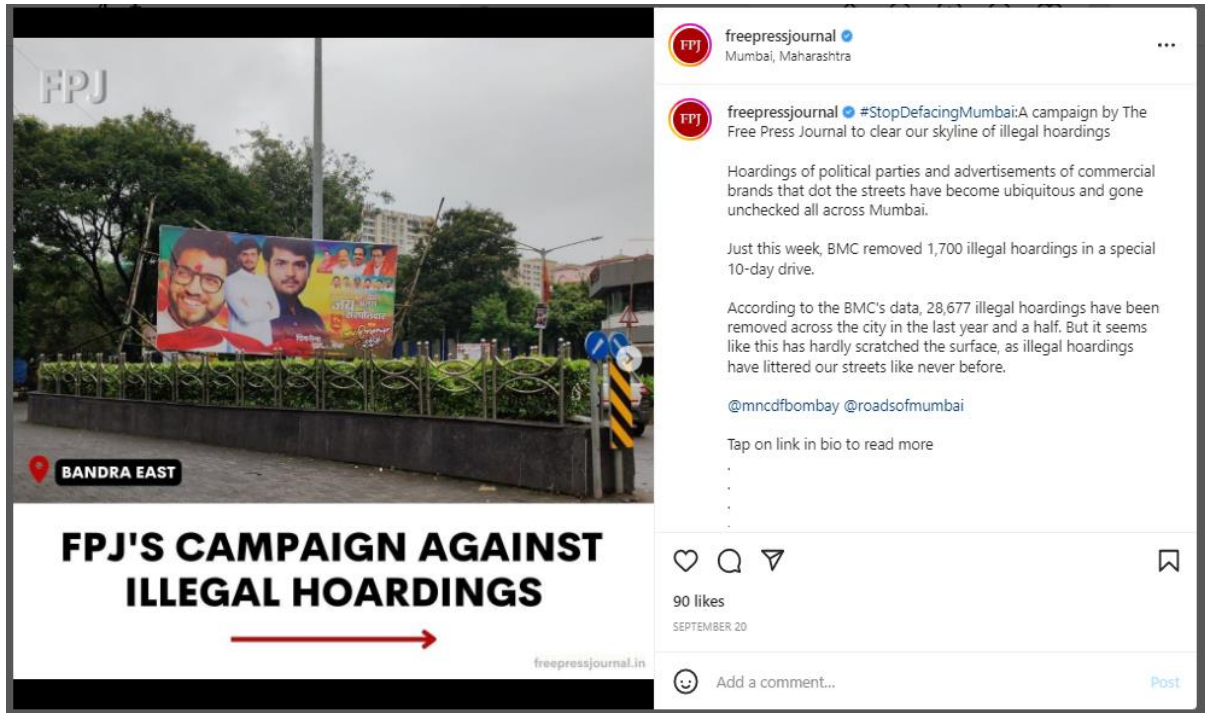 FPJ
BANDRA EAST
FPJ'S CAMPAIGN AGAINST
ILLEGAL HOARDINGS
freepressjournal.in
FPJ
freepressjournal
Mumbai, Maharashtra
FPJ
freepressjournal #StopDefacingMumbai:A campaign by The
Free Press Journal to clear our skyline of illegal hoardings
Hoardings of political parties and advertisements of commercial
brands that dot the streets have become ubiquitous and gone
unchecked all across Mumbai.
Just this week, BMC removed 1,700 illegal hoardings in a special
10-day drive.
According to the BMC's data, 28,677 illegal hoardings have been
removed across the city in the last year and a half. But it seems
like this has hardly scratched the surface, as illegal hoardings
have littered our streets like never before.
@mncdfbombay @roadsofmumbai
Tap on link in bio to read more
.
.
.
.
90 likes
SEPTEMBER 20
Add a comment...
Post